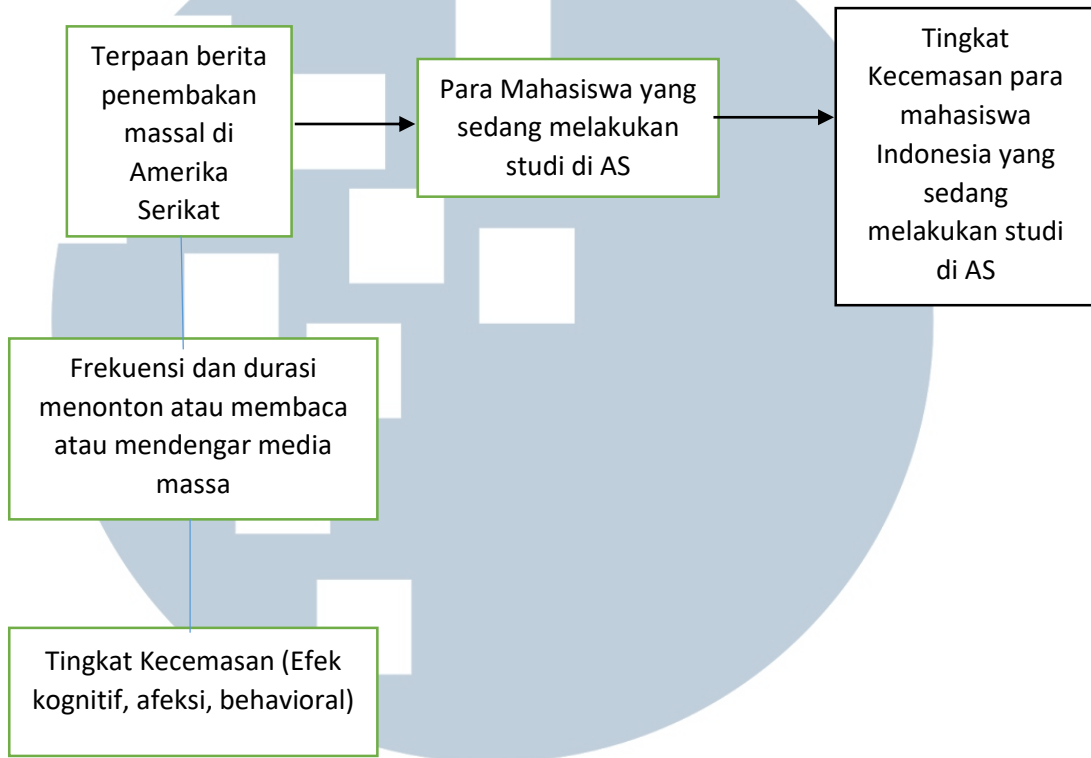 Terpaan berita
penembakan
massal di
Amerika
Serikat
Para Mahasiswa yang
sedang melakukan
studi di AS
Tingkat
Kecemasan para
mahasiswa
Indonesia yang
sedang
melakukan studi
di AS
Frekuensi dan durasi
menonton atau membaca
atau mendengar media
massa
Tingkat Kecemasan (Efek
kognitif, afeksi, behavioral)